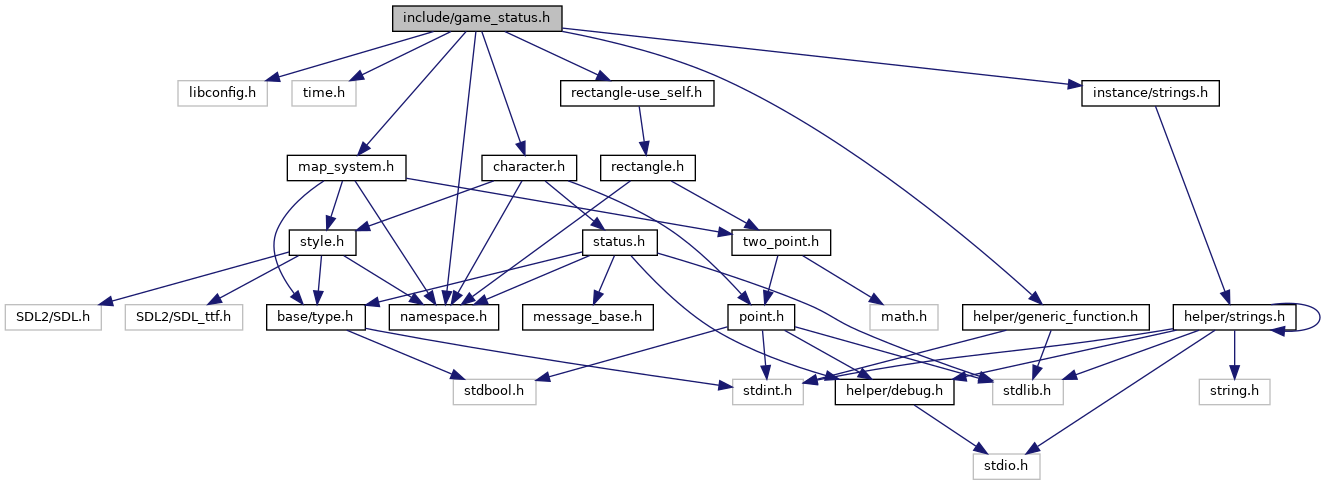 include/game_status.h
libconfig.h
time.h
rectangle-use_self.h
instance/strings.h
map_system.h
character.h
rectangle.h
style.h
status.h
two_point.h
SDL2/SDL.h
SDL2/SDL_ttf.h
base/type.h
namespace.h
message_base.h
point.h
math.h
helper/generic_function.h
helper/strings.h
stdbool.h
stdint.h
helper/debug.h
stdlib.h
string.h
stdio.h